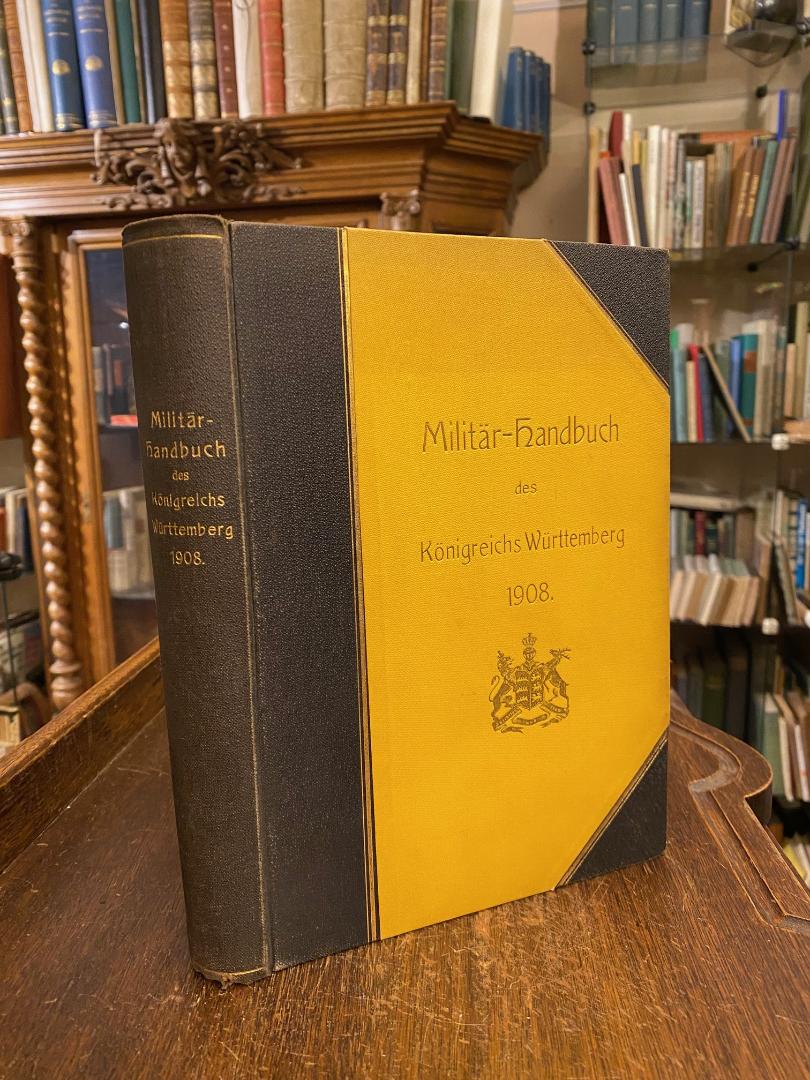 Militär-
Handbuch
des
Königreichs
Württemberg
1908.
Militär-Handbuch
des
Königreichs Württemberg
1908.